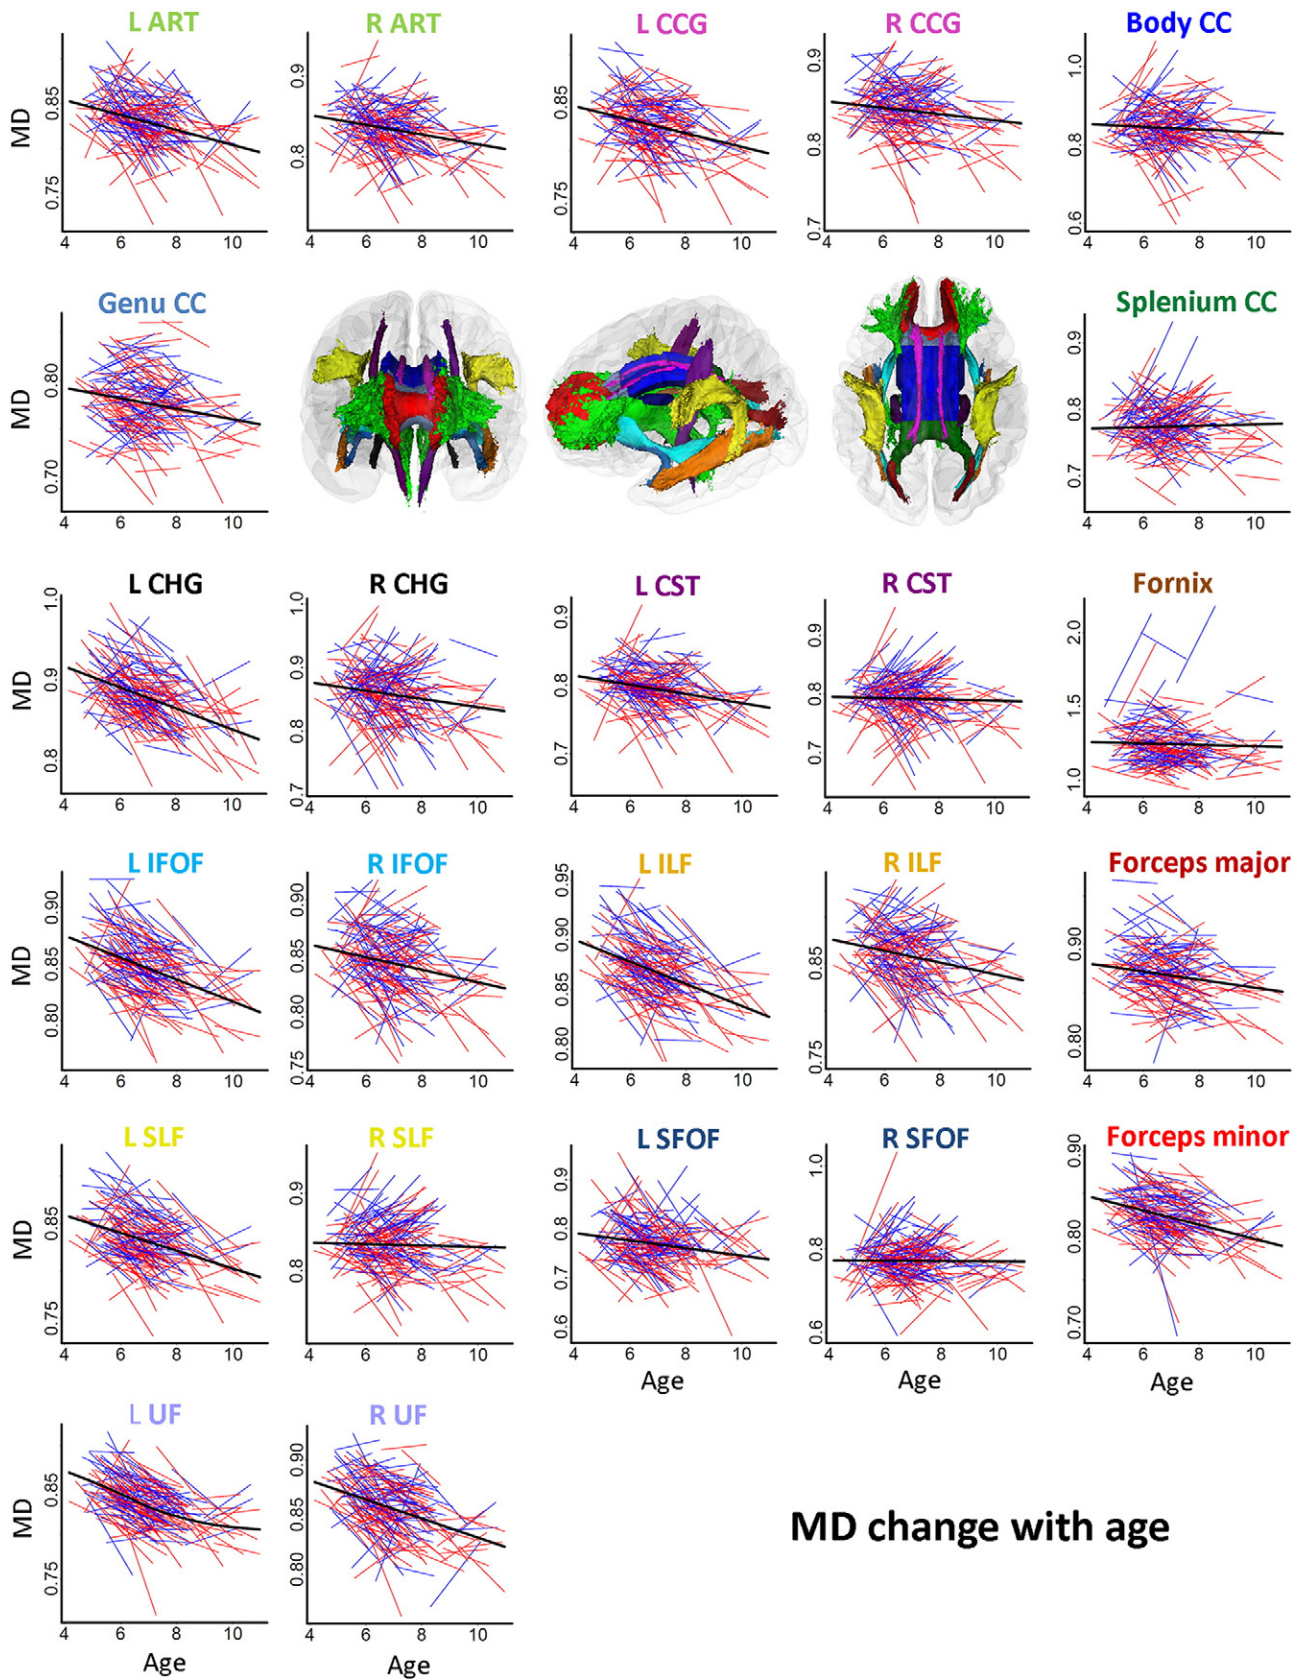 L ART R ART L CCG R CCG Body CC
MD 0.85 0.75 0.9 0.8 0.85 0.75 0.9 0.8 0.7 1.0 0.8 0.6
4 6 8 10 4 6 8 10 4 6 8 10 4 6 8 10 4 6 8 10
Genu CC Splenium CC
MD 0.80 0.70 0.9 0.8 0.7
4 6 8 10 4 6 8 10
L CHG R CHG L CST R CST Fornix
MD 1.0 0.9 0.8 1.0 0.9 0.8 0.7 0.9 0.8 0.7 0.9 0.8 0.7 2.0 1.5 1.0
4 6 8 10 4 6 8 10 4 6 8 10 4 6 8 10 4 6 8 10
L IFOF R IFOF L ILF R ILF Forceps major
MD 0.90 0.85 0.80 0.90 0.85 0.80 0.75 0.95 0.90 0.85 0.80 0.85 0.75 0.90 0.80
4 6 8 10 4 6 8 10 4 6 8 10 4 6 8 10 4 6 8 10
L SLF R SLF L SFOF R SFOF Forceps minor
MD 0.85 0.75 0.9 0.8 0.9 0.8 0.7 0.6 1.0 0.8 0.6 0.90 0.80 0.70
4 6 8 10 4 6 8 10 4 6 8 10 4 6 8 10 4 6 8 10
Age Age Age
L UF R UF
MD 0.85 0.75 0.90 0.85 0.80
4 6 8 10 4 6 8 10
Age Age
MD change with age